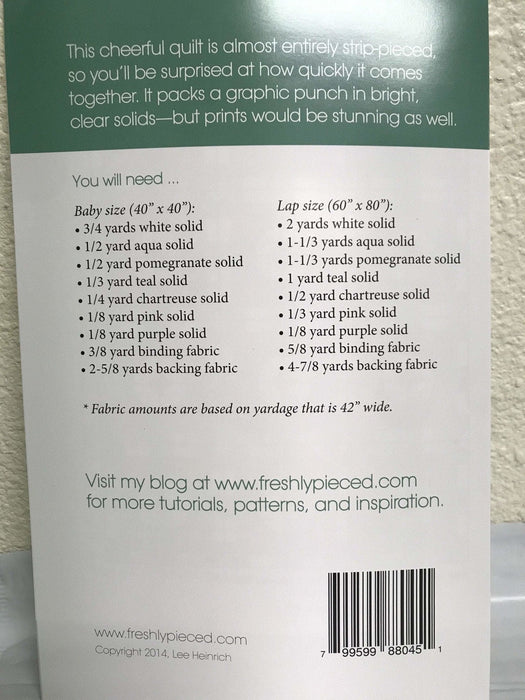 This cheerful quilt is almost entirely strip-pieced,
so you'll be surprised at how quickly it comes
together. It packs a graphic punch in bright,
clear solids—but prints would be stunning as well.
You will need ...
Baby size (40” x 40”):
• 3/4 yards white solid
• 1/2 yard aqua solid
• 1/2 yard pomegranate solid
• 1/3 yard teal solid
• 1/4 yard chartreuse solid
• 1/8 yard pink solid
• 1/8 yard purple solid
• 3/8 yard binding fabric
• 2-5/8 yards backing fabric
Lap size (60” x 80”):
• 2 yards white solid
• 1-1/3 yards aqua solid
• 1-1/3 yards pomegranate solid
• 1 yard teal solid
• 1/2 yard chartreuse solid
• 1/3 yard pink solid
• 1/8 yard purple solid
• 5/8 yard binding fabric
• 4-7/8 yards backing fabric
* Fabric amounts are based on yardage that is 42” wide.
Visit my blog at www.freshlypieced.com
for more tutorials, patterns, and inspiration.
www.freshlypieced.com
Copyright 2014, Lee Heinrich
7 99599 88045 1